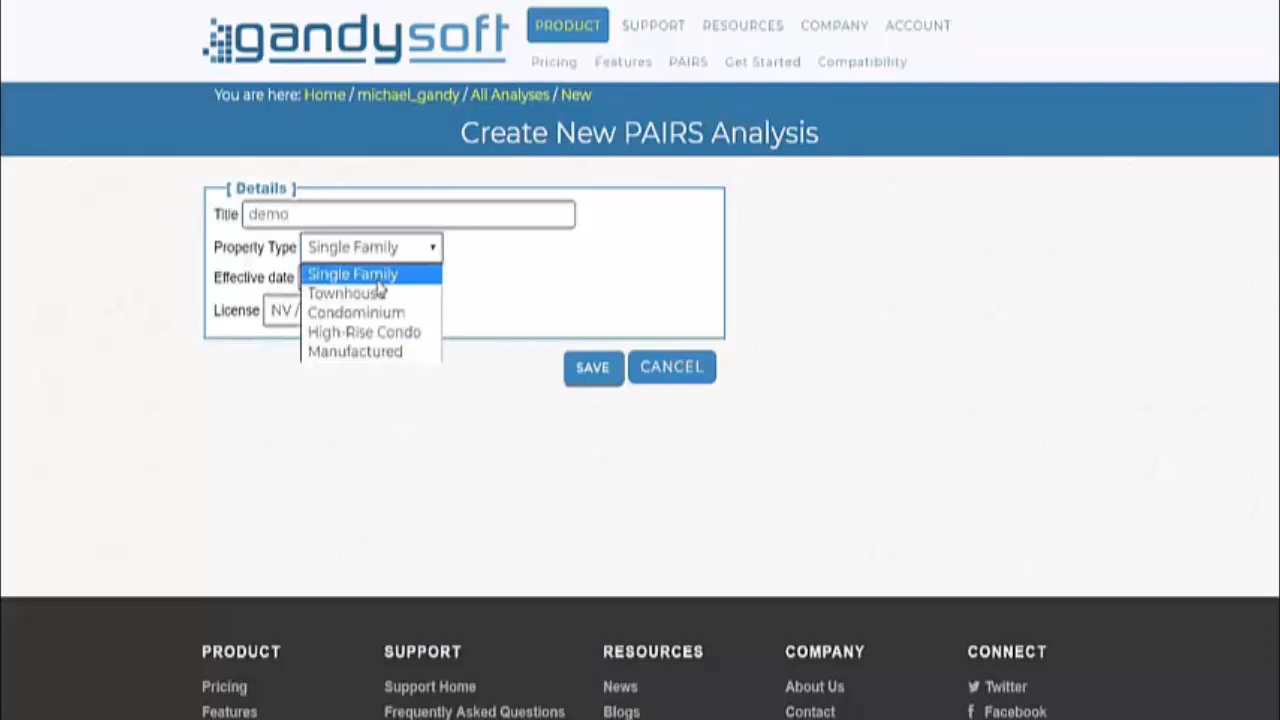 gandysoft
PRODUCT SUPPORT RESOURCES COMPANY ACCOUNT
Pricing Features PAIRS Get Started Compatibility
You are here: Home / michael_gandy / All Analyses / New
Create New PAIRS Analysis
[ Details ]
Title demo
Property Type Single Family
Single Family
Effective date
Townhouse
License NV /
Condominium
High-Rise Condo
Manufactured
SAVE CANCEL
PRODUCT SUPPORT RESOURCES COMPANY CONNECT
Pricing Support Home News About Us Twitter
Features Frequently Asked Questions Blogs Contact Facebook